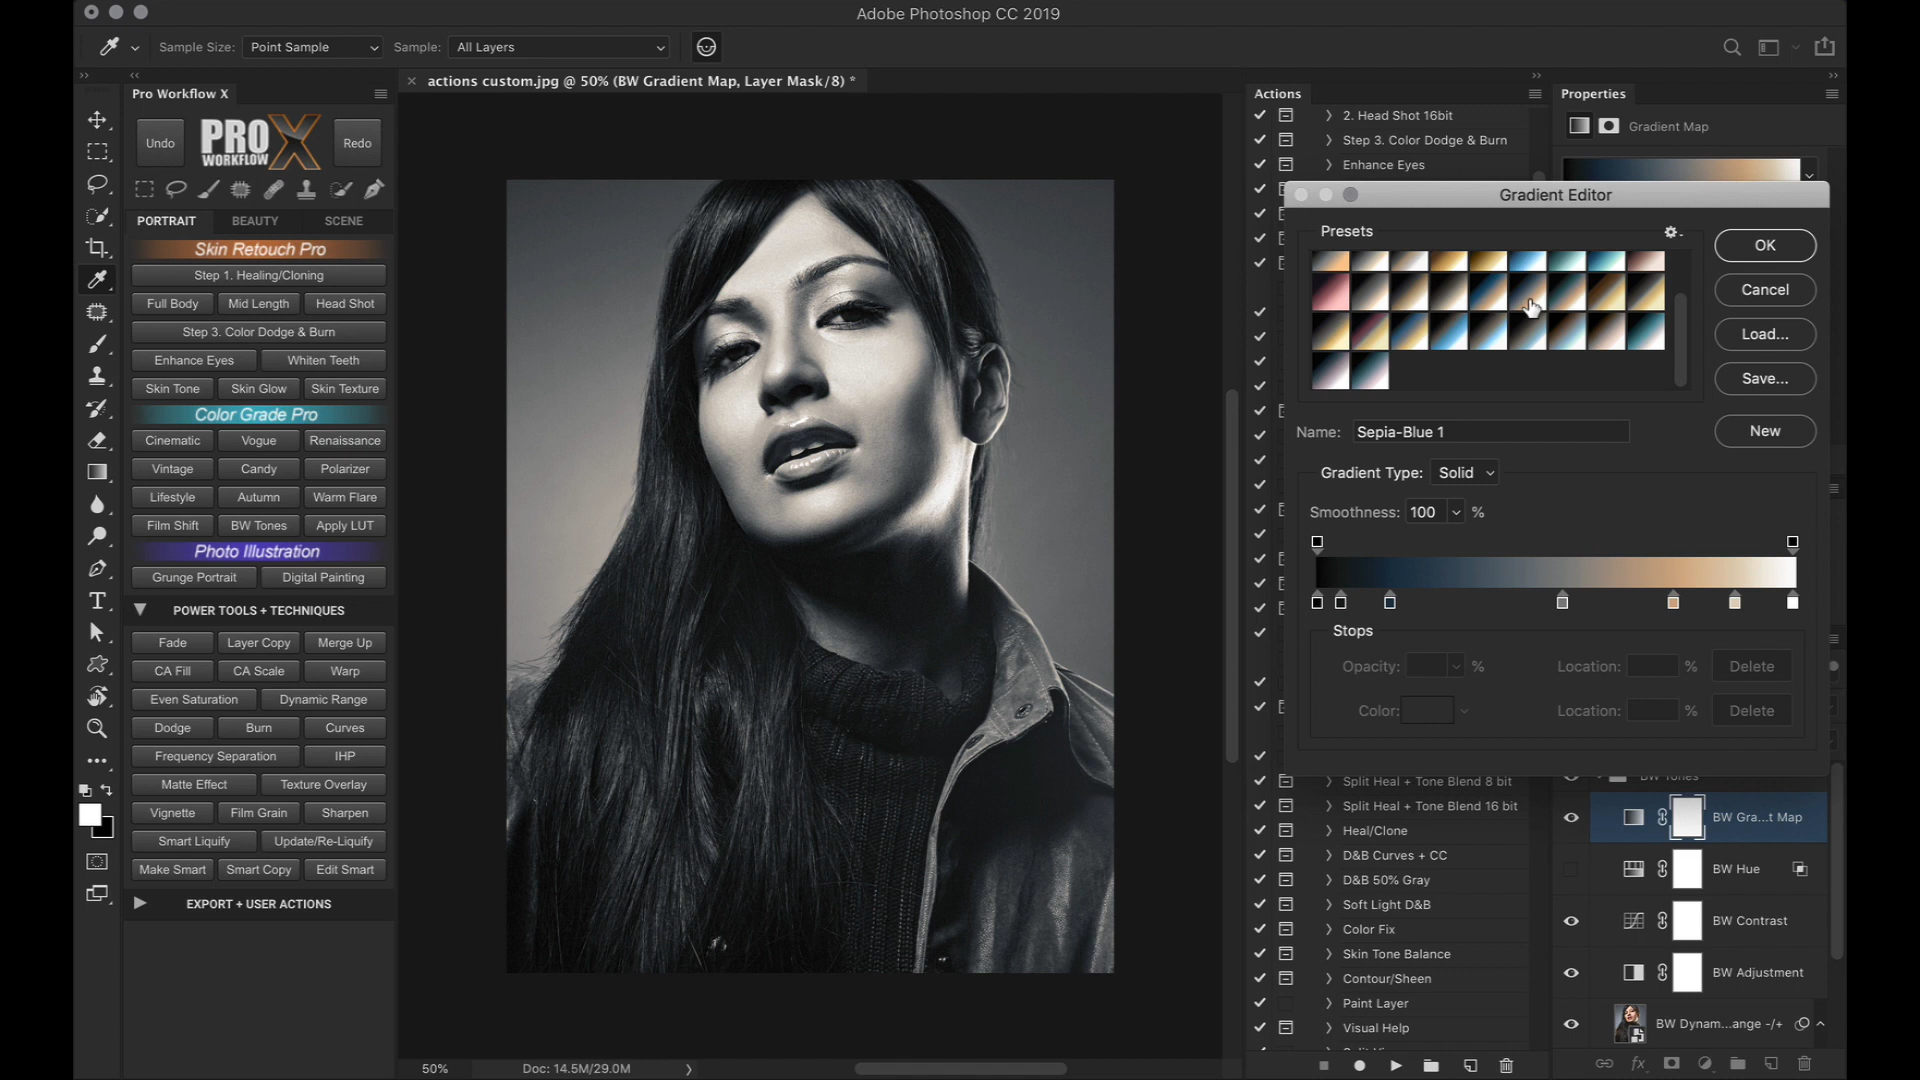 Adobe Photoshop CC 2019
Sample Size: Point Sample Sample: All Layers
Pro Workflow X
actions custom.jpg @ 50% (BW Gradient Map, Layer Mask/8) *
Undo
PRO WORKFLOW X
Redo
PORTRAIT BEAUTY SCENE
Skin Retouch Pro
Step 1. Healing/Cloning
Full Body Mid Length Head Shot
Step 3. Color Dodge & Burn
Enhance Eyes Whiten Teeth
Skin Tone Skin Glow Skin Texture
Color Grade Pro
Cinematic Vogue Renaissance
Vintage Candy Polarizer
Lifestyle Autumn Warm Flare
Film Shift BW Tones Apply LUT
Photo Illustration
Grunge Portrait Digital Painting
POWER TOOLS + TECHNIQUES
Fade Layer Copy Merge Up
CA Fill CA Scale Warp
Even Saturation Dynamic Range
Dodge Burn Curves
Frequency Separation IHP
Matte Effect Texture Overlay
Vignette Film Grain Sharpen
Smart Liquify Update/Re-Liquify
Make Smart Smart Copy Edit Smart
EXPORT + USER ACTIONS
50% Doc: 14.5M/29.0M
Actions
2. Head Shot 16bit
Step 3. Color Dodge & Burn
Enhance Eyes
Properties
Gradient Map
Gradient Editor
Presets
OK
Cancel
Load...
Save...
Name: Sepia-Blue 1
New
Gradient Type: Solid
Smoothness: 100 %
Stops
Opacity: % Location: % Delete
Color: Location: % Delete
Split Heal + Tone Blend 8 bit
Split Heal + Tone Blend 16 bit
Heal/Clone
D&B Curves + CC
D&B 50% Gray
Soft Light D&B
Color Fix
Skin Tone Balance
Contour/Sheen
Paint Layer
Visual Help
BW Tones
BW Gra...t Map
BW Hue
BW Contrast
BW Adjustment
BW Dynam...ange -/+
fx